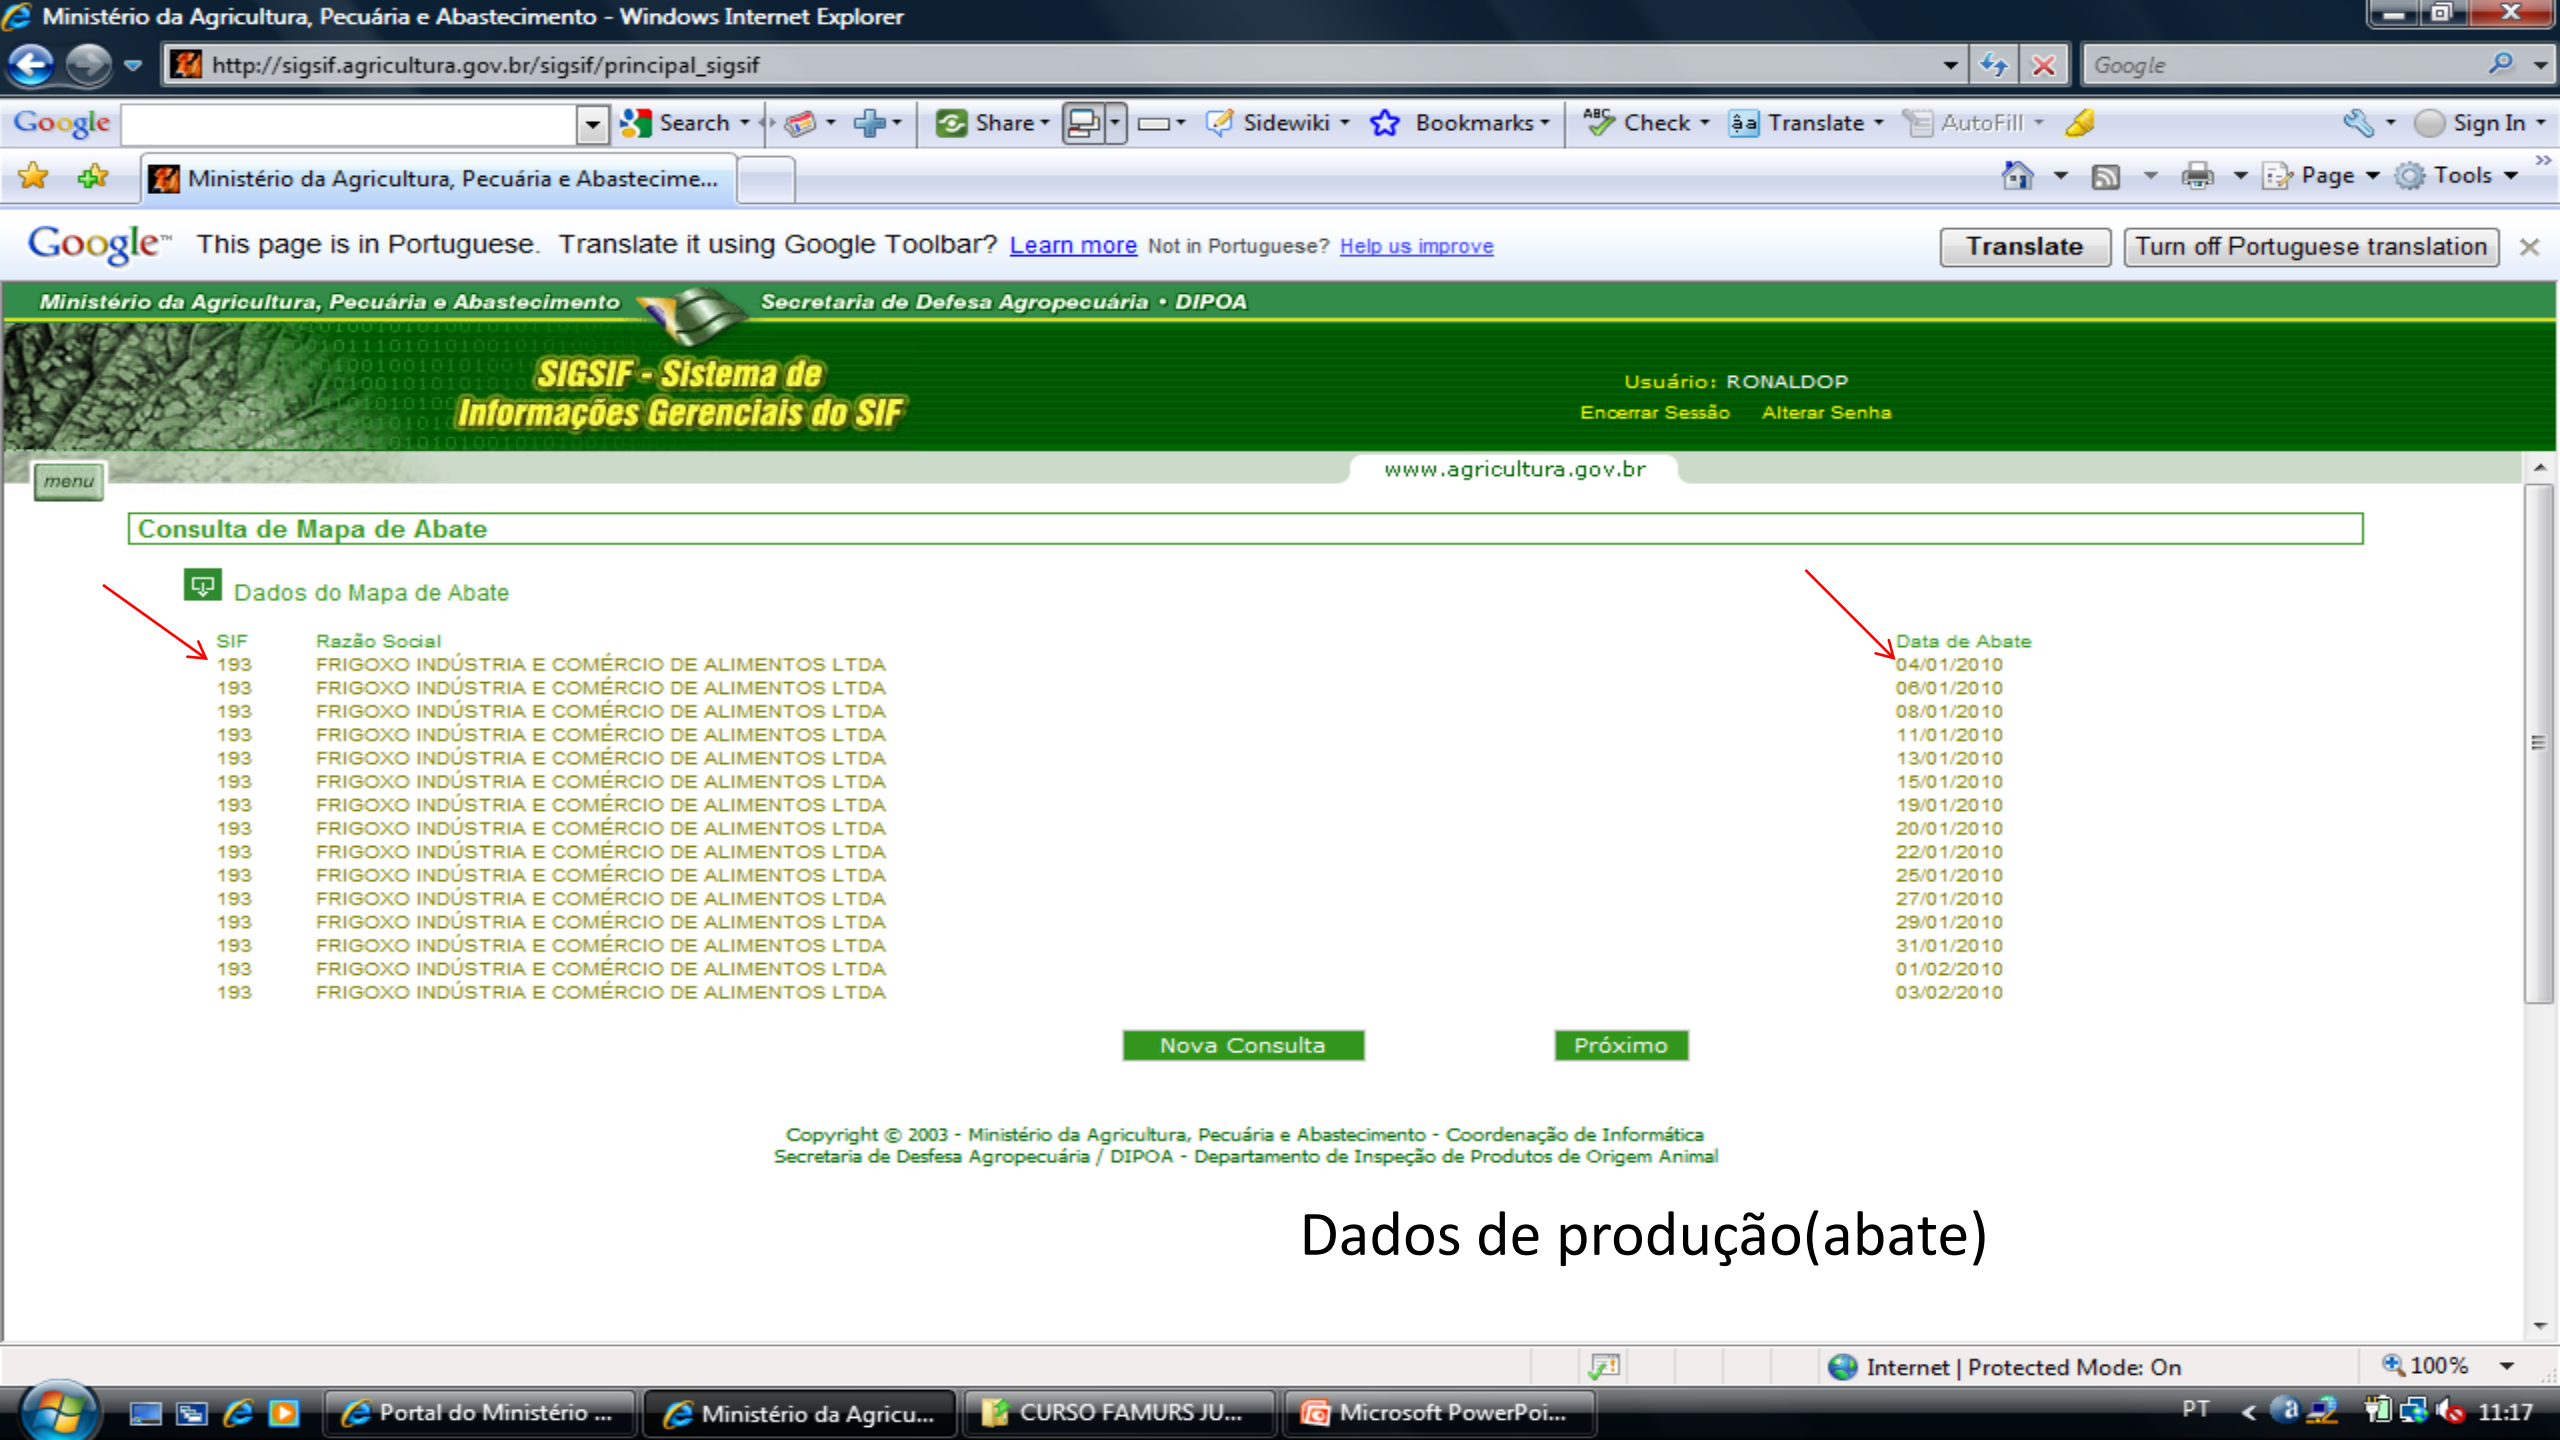 Ministério da Agricultura, Pecuária e Abastecimento - Windows Internet Explorer
http://sigsif.agricultura.gov.br/sigsif/principal_sigsif
Google
Google
Search
Share
Sidewiki
Bookmarks
ABC
Check
âa
Translate
AutoFill
Sign In
Ministério da Agricultura, Pecuária e Abastecime...
Page
Tools
Google™ This page is in Portuguese. Translate it using Google Toolbar? Learn more Not in Portuguese? Help us improve
Translate
Turn off Portuguese translation
Ministério da Agricultura, Pecuária e Abastecimento
Secretaria de Defesa Agropecuária • DIPOA
SIGSIF - Sistema de
Informações Gerenciais do SIF
Usuário: RONALDOP
Encerrar Sessão Alterar Senha
menu
www.agricultura.gov.br
Consulta de Mapa de Abate
Dados do Mapa de Abate
SIF Razão Social Data de Abate
193 FRIGOXO INDÚSTRIA E COMÉRCIO DE ALIMENTOS LTDA 04/01/2010
193 FRIGOXO INDÚSTRIA E COMÉRCIO DE ALIMENTOS LTDA 06/01/2010
193 FRIGOXO INDÚSTRIA E COMÉRCIO DE ALIMENTOS LTDA 08/01/2010
193 FRIGOXO INDÚSTRIA E COMÉRCIO DE ALIMENTOS LTDA 11/01/2010
193 FRIGOXO INDÚSTRIA E COMÉRCIO DE ALIMENTOS LTDA 13/01/2010
193 FRIGOXO INDÚSTRIA E COMÉRCIO DE ALIMENTOS LTDA 15/01/2010
193 FRIGOXO INDÚSTRIA E COMÉRCIO DE ALIMENTOS LTDA 19/01/2010
193 FRIGOXO INDÚSTRIA E COMÉRCIO DE ALIMENTOS LTDA 20/01/2010
193 FRIGOXO INDÚSTRIA E COMÉRCIO DE ALIMENTOS LTDA 22/01/2010
193 FRIGOXO INDÚSTRIA E COMÉRCIO DE ALIMENTOS LTDA 25/01/2010
193 FRIGOXO INDÚSTRIA E COMÉRCIO DE ALIMENTOS LTDA 27/01/2010
193 FRIGOXO INDÚSTRIA E COMÉRCIO DE ALIMENTOS LTDA 29/01/2010
193 FRIGOXO INDÚSTRIA E COMÉRCIO DE ALIMENTOS LTDA 31/01/2010
193 FRIGOXO INDÚSTRIA E COMÉRCIO DE ALIMENTOS LTDA 01/02/2010
193 FRIGOXO INDÚSTRIA E COMÉRCIO DE ALIMENTOS LTDA 03/02/2010
Nova Consulta
Próximo
Copyright © 2003 - Ministério da Agricultura, Pecuária e Abastecimento - Coordenação de Informática
Secretaria de Desfesa Agropecuária / DIPOA - Departamento de Inspeção de Produtos de Origem Animal
Dados de produção(abate)
Internet | Protected Mode: On
100%
Portal do Ministério ...
Ministério da Agricu...
CURSO FAMURS JU...
Microsoft PowerPoi...
PT
11:17